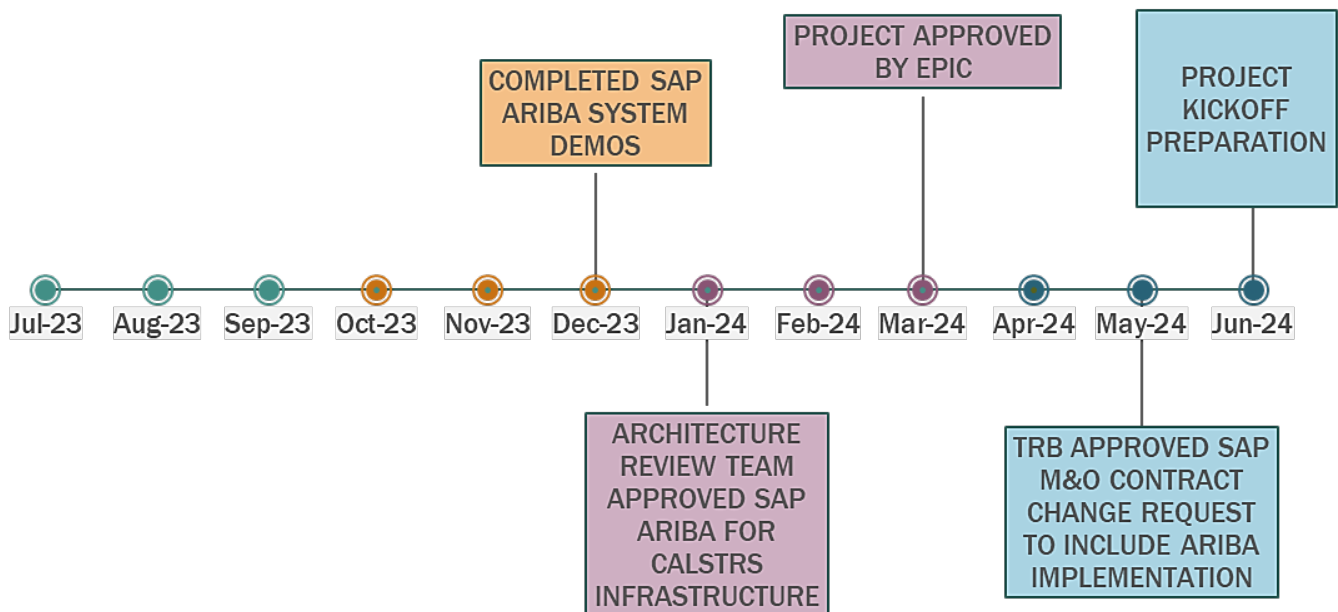 PROJECT APPROVED
BY EPIC
COMPLETED SAP
ARIBA SYSTEM
DEMOS
PROJECT
KICKOFF
PREPARATION
Jul-23
Aug-23
Sep-23
Oct-23
Nov-23
Dec-23
Jan-24
Feb-24
Mar-24
Apr-24
May-24
Jun-24
ARCHITECTURE
REVIEW TEAM
APPROVED SAP
ARIBA FOR
CALSTRS
INFRASTRUCTURE
TRB APPROVED SAP
M&O CONTRACT
CHANGE REQUEST
TO INCLUDE ARIBA
IMPLEMENTATION